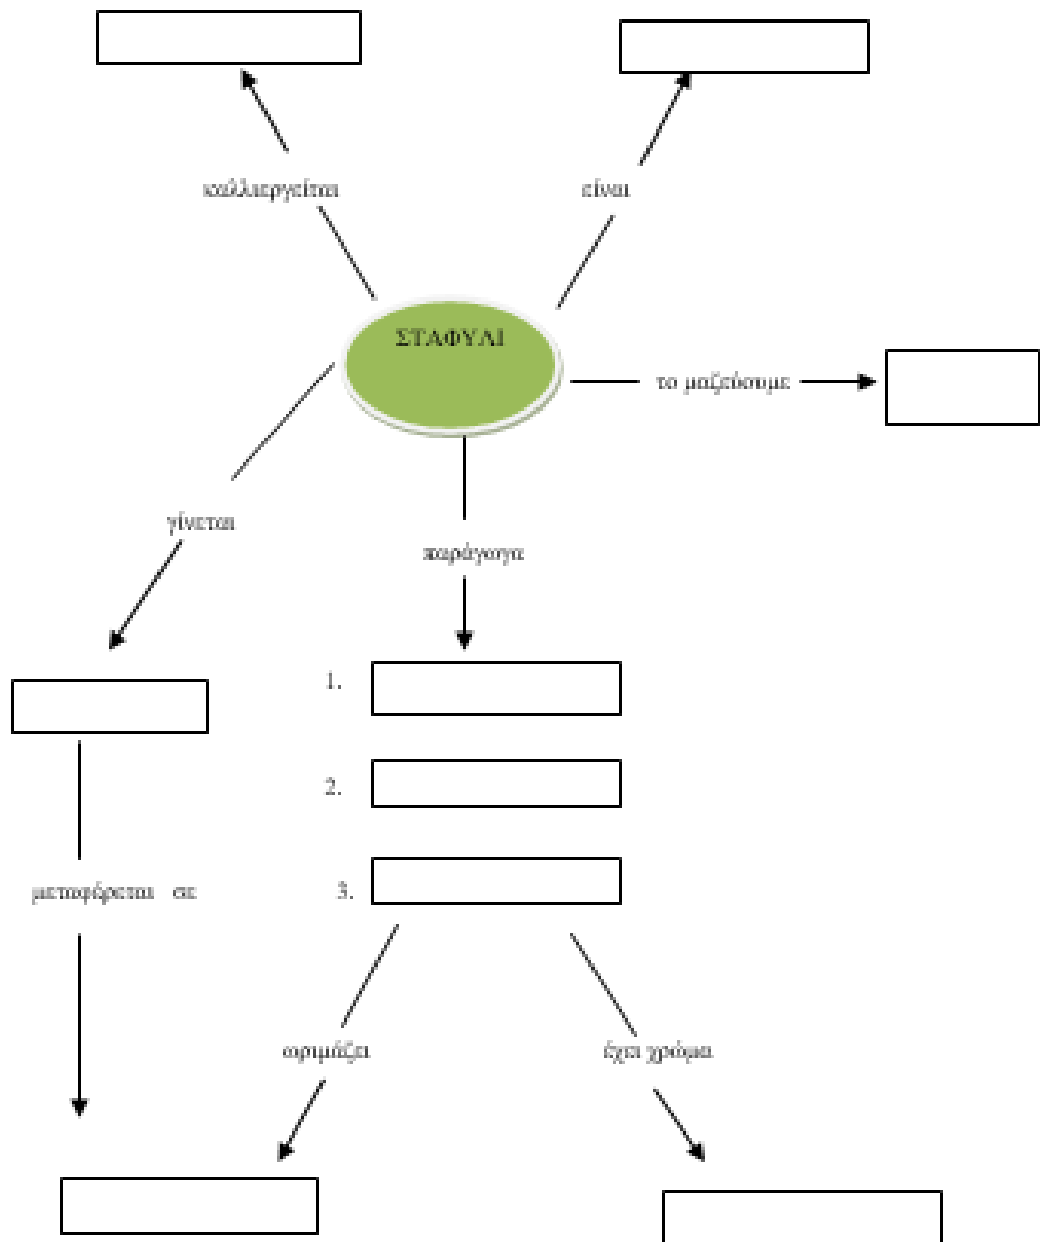 καλλιεργείται
είναι
ΣΤΑΦΥΛΙ
το μαζεύουμε
γίνεται
παράγωγα
1.
2.
μεταφέρεται σε
3.
ωριμάζει
έχει χρώμα